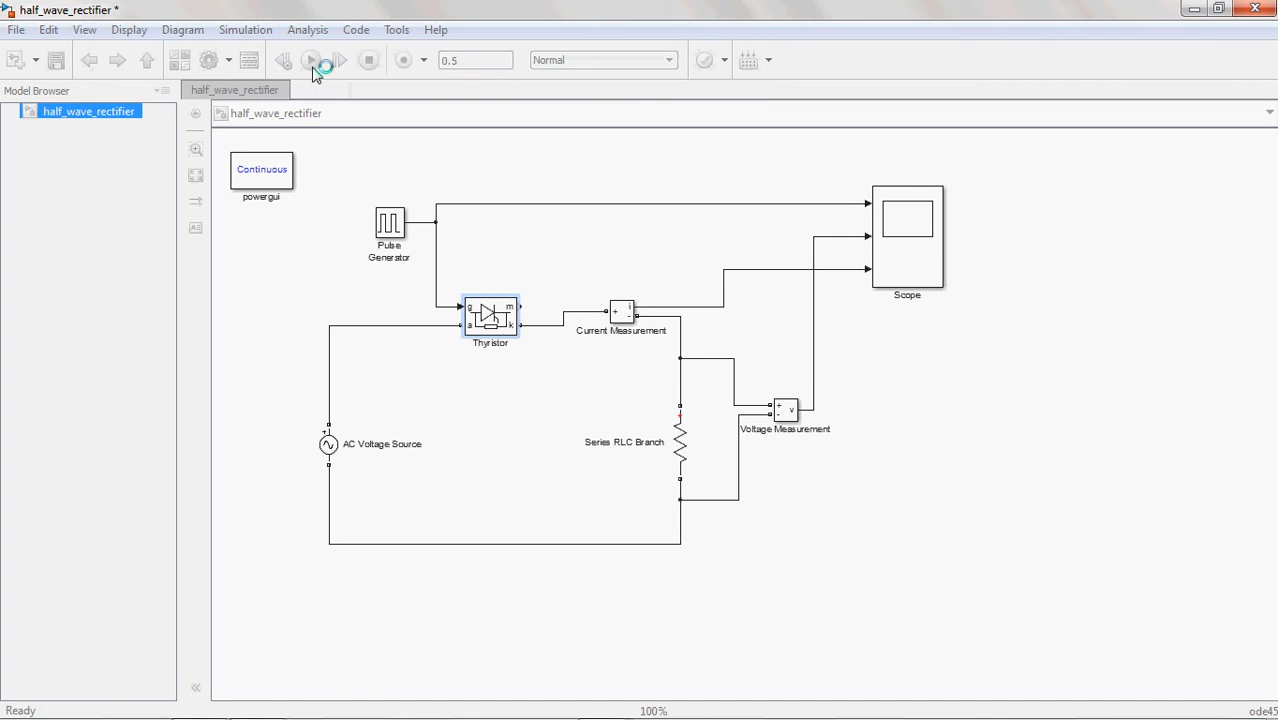 half_wave_rectifier *
File Edit View Display Diagram Simulation Analysis Code Tools Help
0.5 Normal
Model Browser
half_wave_rectifier
half_wave_rectifier
half_wave_rectifier
Continuous
powergui
Pulse
Generator
Scope
g m
a k
Thyristor
+ i
-
Current Measurement
+ v
-
Voltage Measurement
+
Series RLC Branch
+
AC Voltage Source
Ready 100% ode45